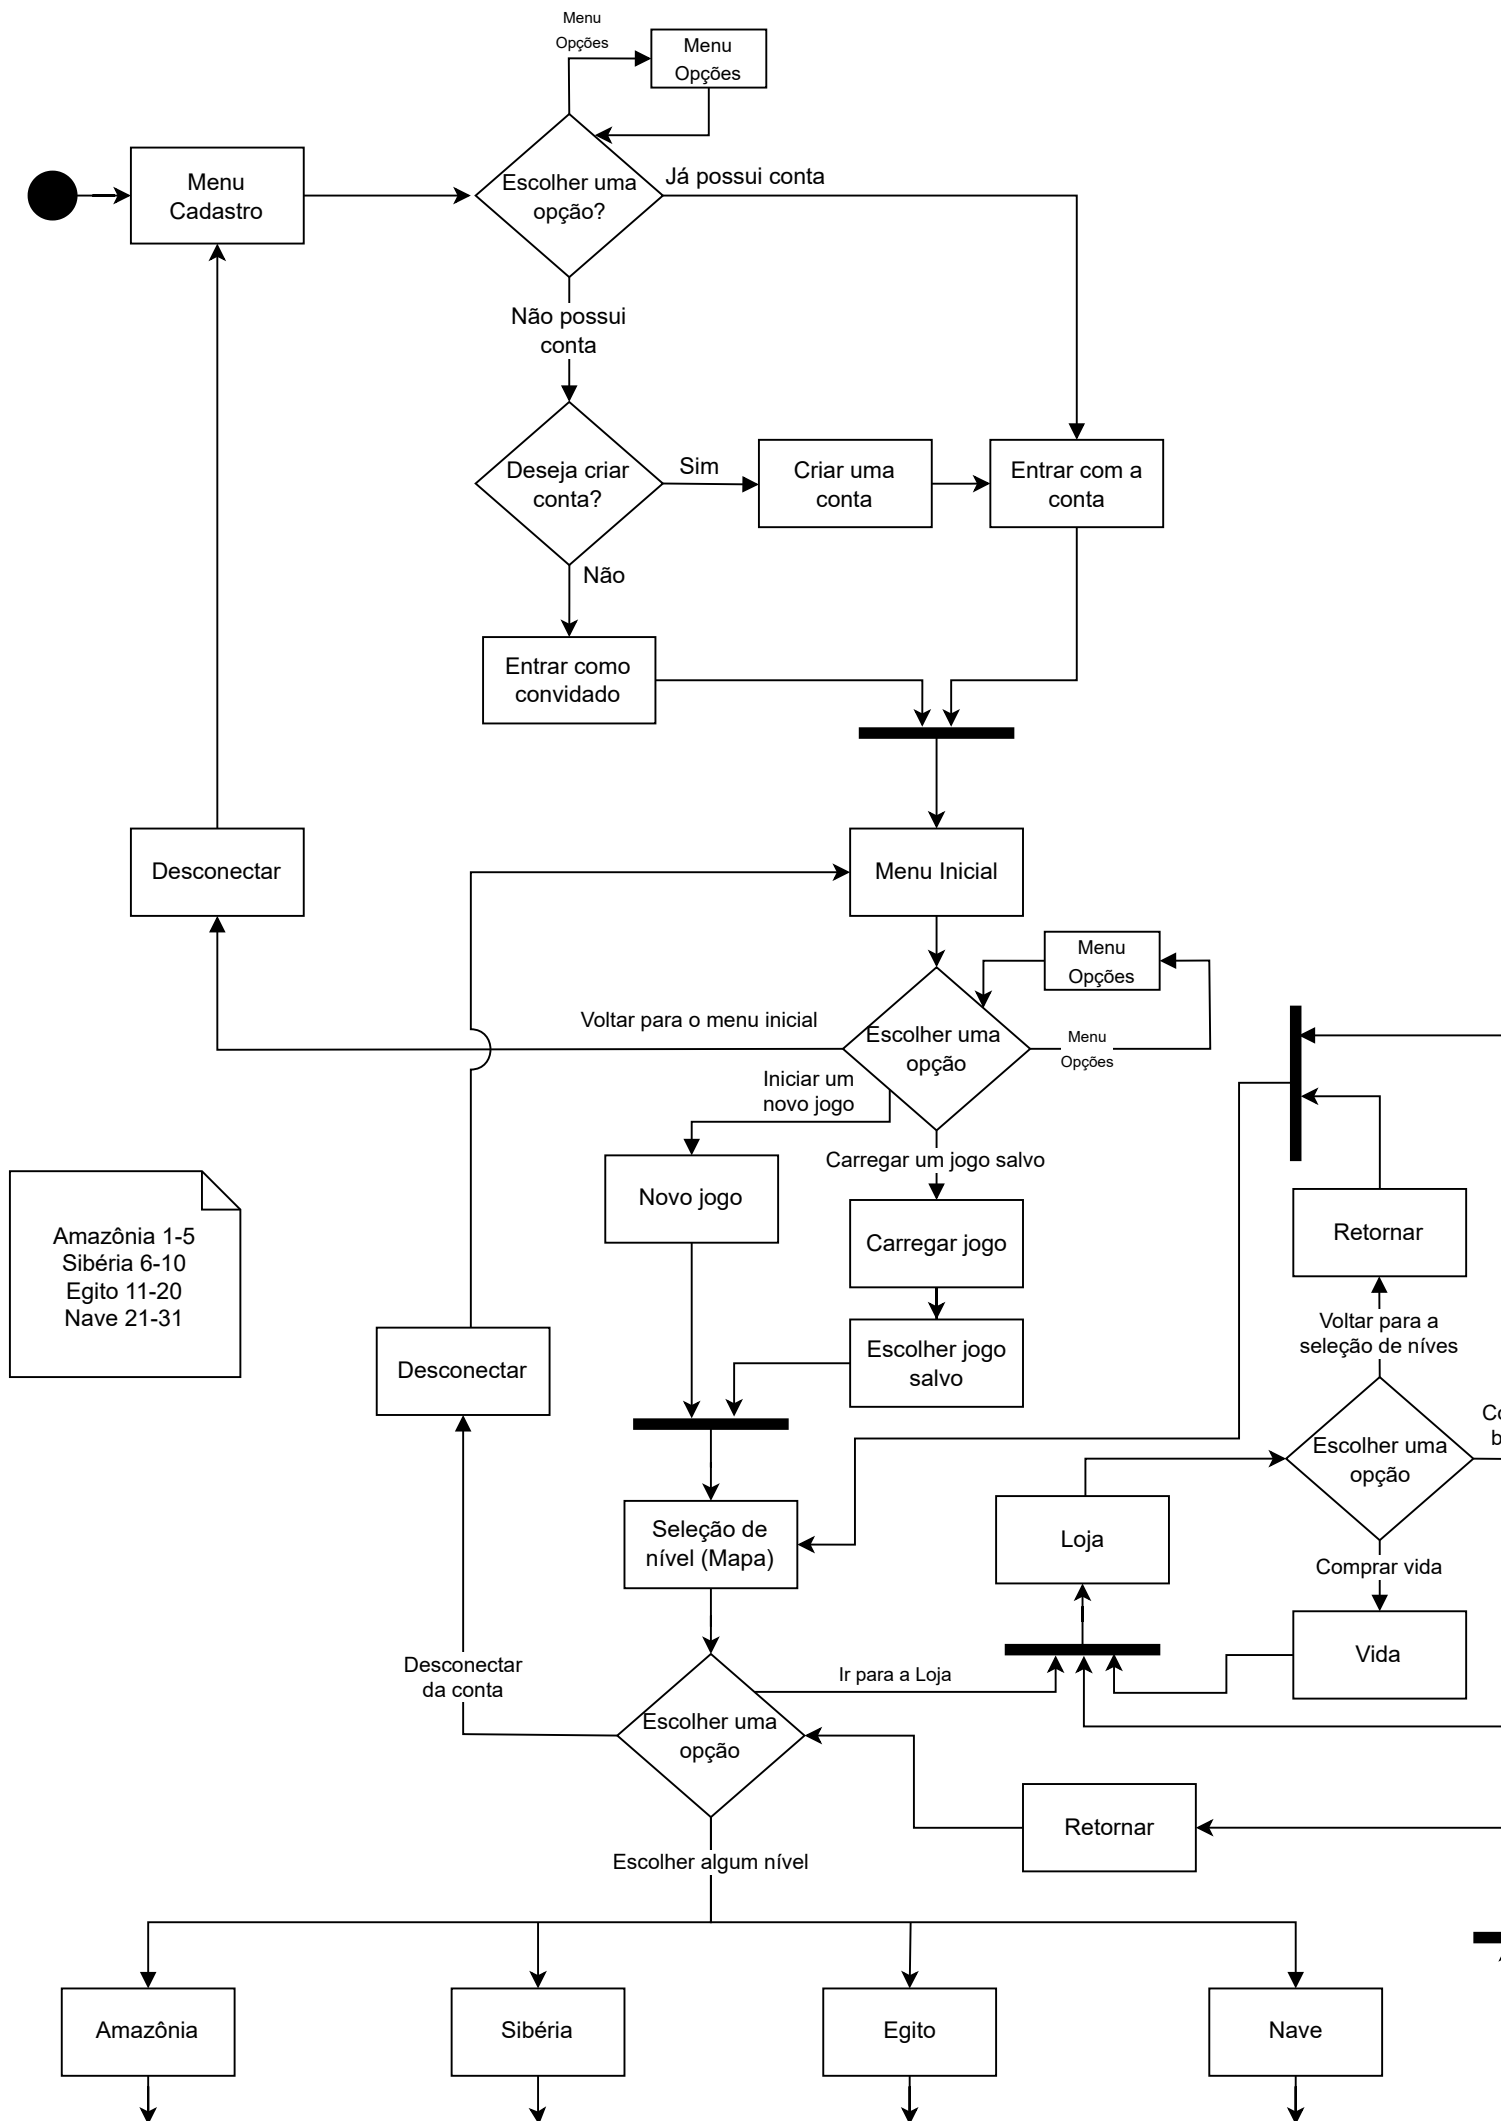 Menu
Opções
Menu
Opções
Menu
Cadastro
Escolher uma
opção?
Já possui conta
Não possui
conta
Deseja criar
conta?
Sim
Criar uma
conta
Entrar com a
conta
Não
Entrar como
convidado
Desconectar
Menu Inicial
Menu
Opções
Voltar para o menu inicial
Escolher uma
opção
Menu
Opções
Iniciar um
novo jogo
Carregar um jogo salvo
Novo jogo
Carregar jogo
Retornar
Amazônia 1-5
Sibéria 6-10
Egito 11-20
Nave 21-31
Voltar para a
seleção de níves
Escolher jogo
salvo
Desconectar
Escolher uma
opção
Seleção de
nível (Mapa)
Loja
Comprar vida
Vida
Desconectar
da conta
Ir para a Loja
Escolher uma
opção
Retornar
Escolher algum nível
Amazônia
Sibéria
Egito
Nave